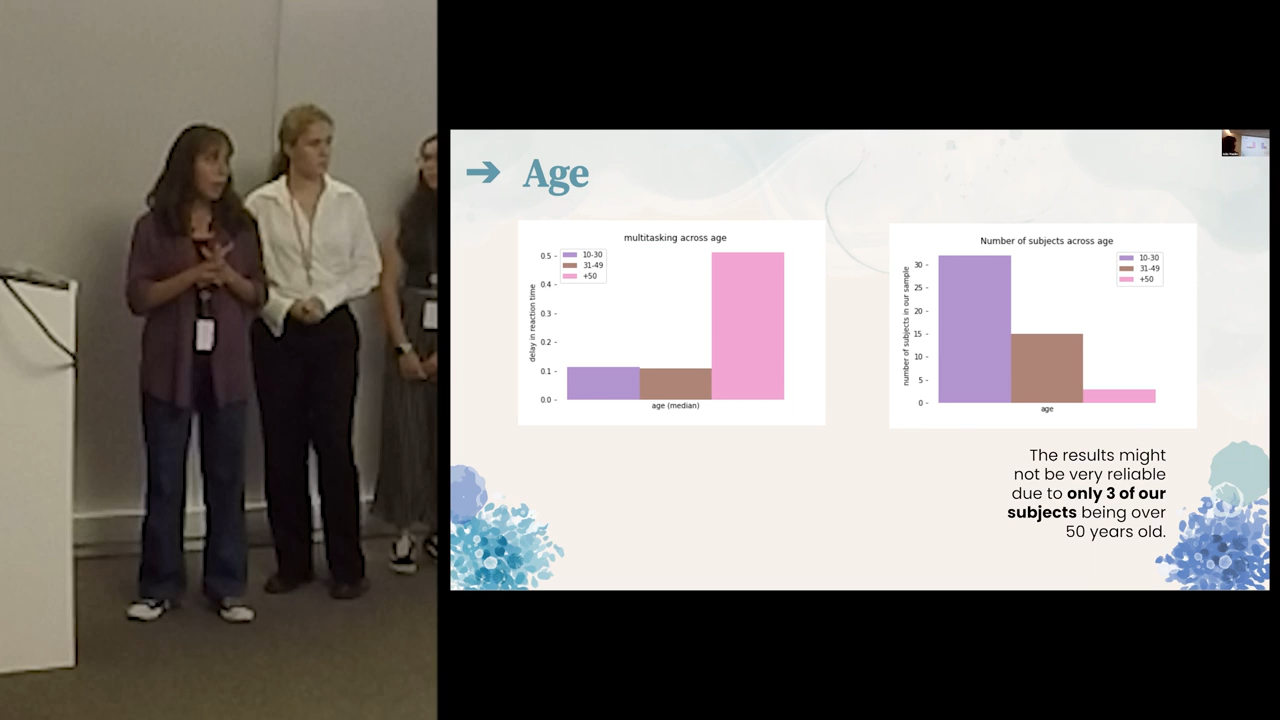 Age
multitasking across age
0.5
0.4
0.3
0.2
0.1
0.0
delay in reaction time
10-30
31-49
+50
age (median)
Number of subjects across age
30
25
20
15
10
5
0
number of subjects in our sample
10-30
31-49
+50
age
The results might
not be very reliable
due to only 3 of our
subjects being over
50 years old.